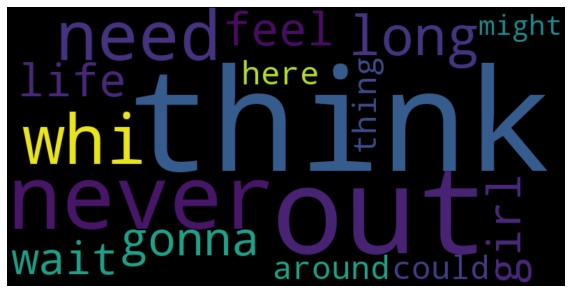 need feel long might
life here thing
whi think
never out girl
wait gonna
around could